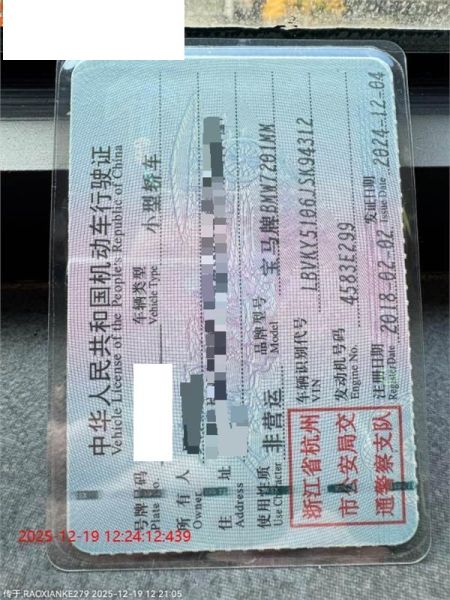 中华人民共和国机动车行驶证
Vehicle License of the People's Republic of China
号牌号码
Plate No.
车辆类型
Vehicle Type
小型轿车
所有人
Owner
住址
Address
使用性质
Use Character
非营运
品牌型号
Model
宝马牌BMW7201MM
浙江省杭州
市公安局交
通警察支队
车辆识别代号
VIN
LBVKY5106JSK94312
发动机号码
Engine No.
4583E299
注册日期
Register Date
2018-02-02
发证日期
Issue Date
2024-12-04
2025-12-19 12:24:12:439
传于.RAOXIANKE279 2025-12-19 12:21:05